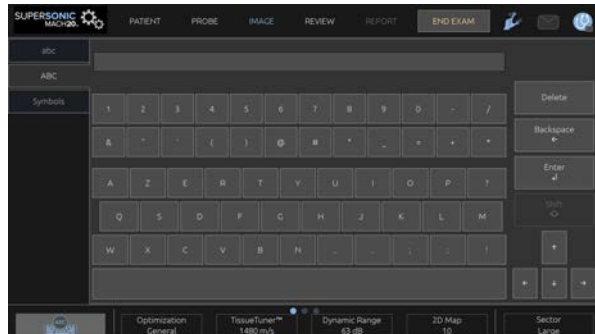 SUPERSONIC
MACH20.
PATIENT PROBE IMAGE REVIEW REPORT END EXAM
abc
ABC
Symbols
Delete
1 2 3 4 5 6 7 8 9 0 - /
Backspace
←
& ( ) @ # * _ = +
Enter
A Z E R T Y U I O P ?
Shift
Q S D F G H J K L M
W X C V B N !
Optimization TissueTuner™ Dynamic Range 2D Map Sector
General 1480 m/s 63 dB 10 Large